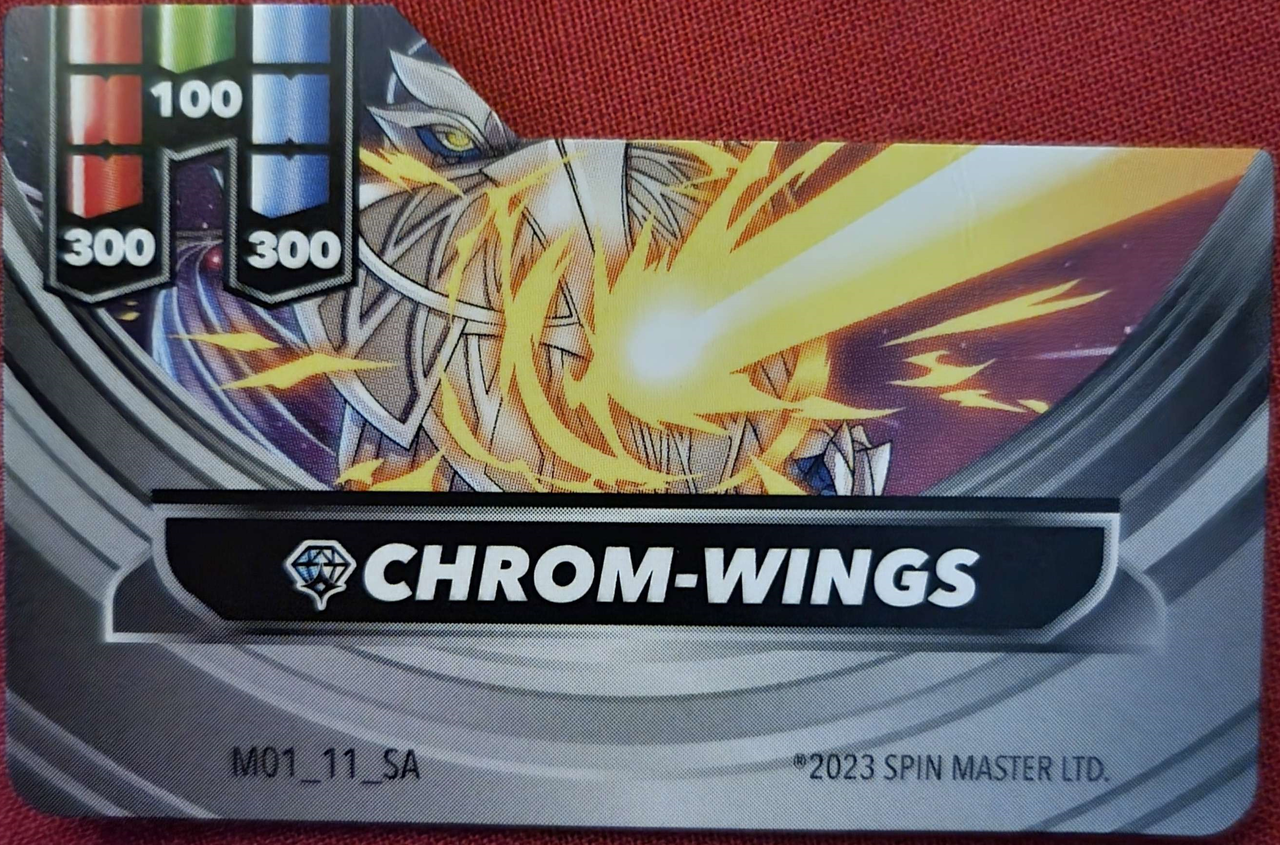 100
300 300
CHROM-WINGS
M01_11_SA
®2023 SPIN MASTER LTD.